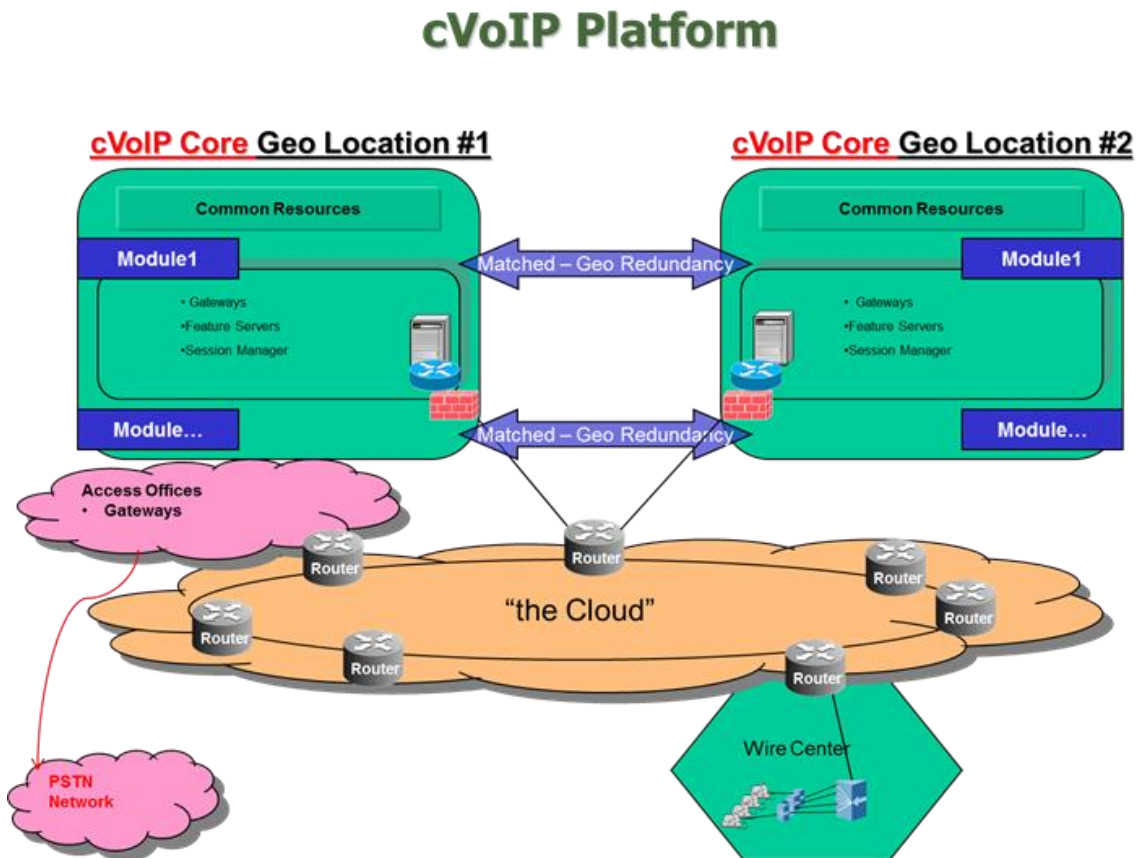 cVoIP Platform
cVoIP Core Geo Location #1
cVoIP Core Geo Location #2
Common Resources
Common Resources
Module1
Matched – Geo Redundancy
Module1
• Gateways
•Feature Servers
•Session Manager
• Gateways
•Feature Servers
•Session Manager
Module…
Matched – Geo Redundancy
Module…
Access Offices
• Gateways
Router
Router
Router
Router
Router
Router
Router
“the Cloud”
PSTN
Network
Wire Center